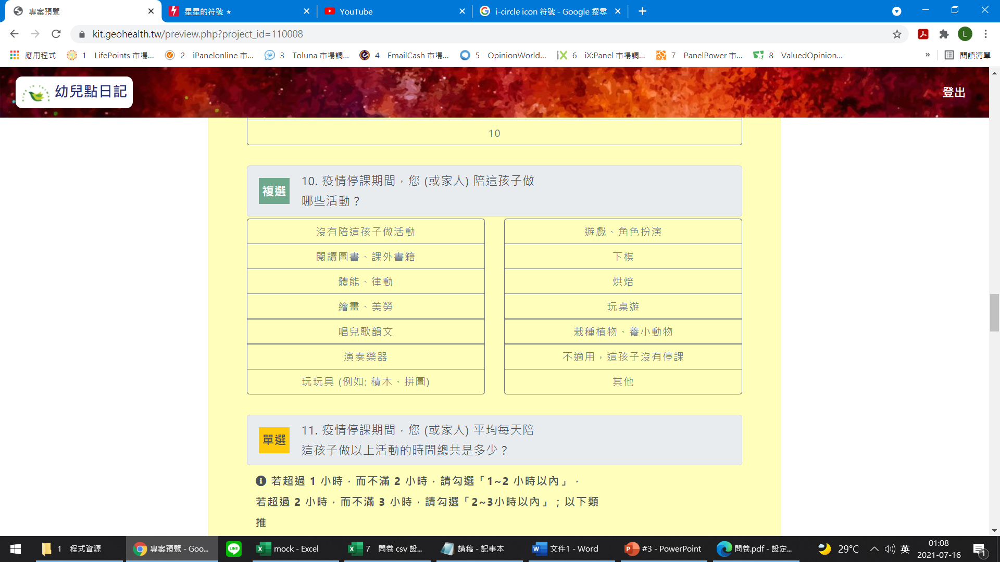 專案預覽
星星的符號 ⋆
YouTube
i-circle icon 符號 - Google 搜尋
kit.geohealth.tw/preview.php?project_id=110008
L
應用程式
1 LifePoints 市場...
2 iPanelonline 市...
3 Toluna 市場調...
4 EmailCash 市場...
5 OpinionWorld...
6 iX:Panel 市場調...
7 PanelPower 市...
8 ValuedOpinion...
»
閱讀清單
幼兒點日記
登出
10
複選
10. 疫情停課期間，您 (或家人) 陪這孩子做
哪些活動？
沒有陪這孩子做活動
遊戲、角色扮演
閱讀圖書、課外書籍
下棋
體能、律動
烘焙
繪畫、美勞
玩桌遊
唱兒歌韻文
栽種植物、養小動物
演奏樂器
不適用，這孩子沒有停課
玩玩具 (例如: 積木、拼圖)
其他
單選
11. 疫情停課期間，您 (或家人) 平均每天陪
這孩子做以上活動的時間總共是多少？
若超過 1 小時，而不滿 2 小時，請勾選「1~2 小時以內」，
若超過 2 小時，而不滿 3 小時，請勾選「2~3小時以內」；以下類
推
1 程式資源
專案預覽 - Goo...
LINE
mock - Excel
7 問卷 csv 設...
講稿 - 記事本
文件1 - Word
#3 - PowerPoint
問卷.pdf - 設定...
29°C
英
01:08
2021-07-16
1